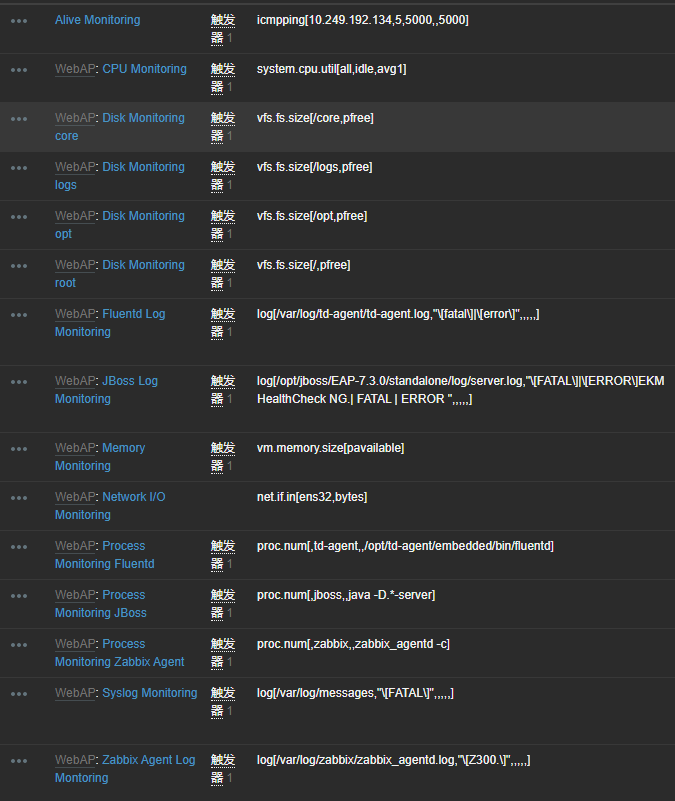 Alive Monitoring 触发 icmpping[10.249.192.134,5,5000,,5000]
器 1
WebAP: CPU Monitoring 触发 system.cpu.util[all,idle,avg1]
器 1
WebAP: Disk Monitoring 触发 vfs.fs.size[/core,pfree]
core 器 1
WebAP: Disk Monitoring 触发 vfs.fs.size[/logs,pfree]
logs 器 1
WebAP: Disk Monitoring 触发 vfs.fs.size[/opt,pfree]
opt 器 1
WebAP: Disk Monitoring 触发 vfs.fs.size[/,pfree]
root 器 1
WebAP: Fluentd Log 触发 log[/var/log/td-agent/td-agent.log,"\[fatal\]|\[error\]",,,,,]
Monitoring 器 1
WebAP: JBoss Log 触发 log[/opt/jboss/EAP-7.3.0/standalone/log/server.log,"\[FATAL\]|\[ERROR\]EKM
Monitoring 器 1 HealthCheck NG.| FATAL | ERROR ",,,,,]
WebAP: Memory 触发 vm.memory.size[pavailable]
Monitoring 器 1
WebAP: Network I/O net.if.in[ens32,bytes]
Monitoring
WebAP: Process 触发 proc.num[,td-agent,,/opt/td-agent/embedded/bin/fluentd]
Monitoring Fluentd 器 1
WebAP: Process 触发 proc.num[,jboss,,java -D.*-server]
Monitoring JBoss 器 1
WebAP: Process 触发 proc.num[,zabbix,,zabbix_agentd -c]
Monitoring Zabbix Agent 器 1
WebAP: Syslog Monitoring 触发 log[/var/log/messages,"\[FATAL\]",,,,,]
器 1
WebAP: Zabbix Agent Log 触发 log[/var/log/zabbix/zabbix_agentd.log,"\[Z300.\]",,,,,]
Montoring 器 1